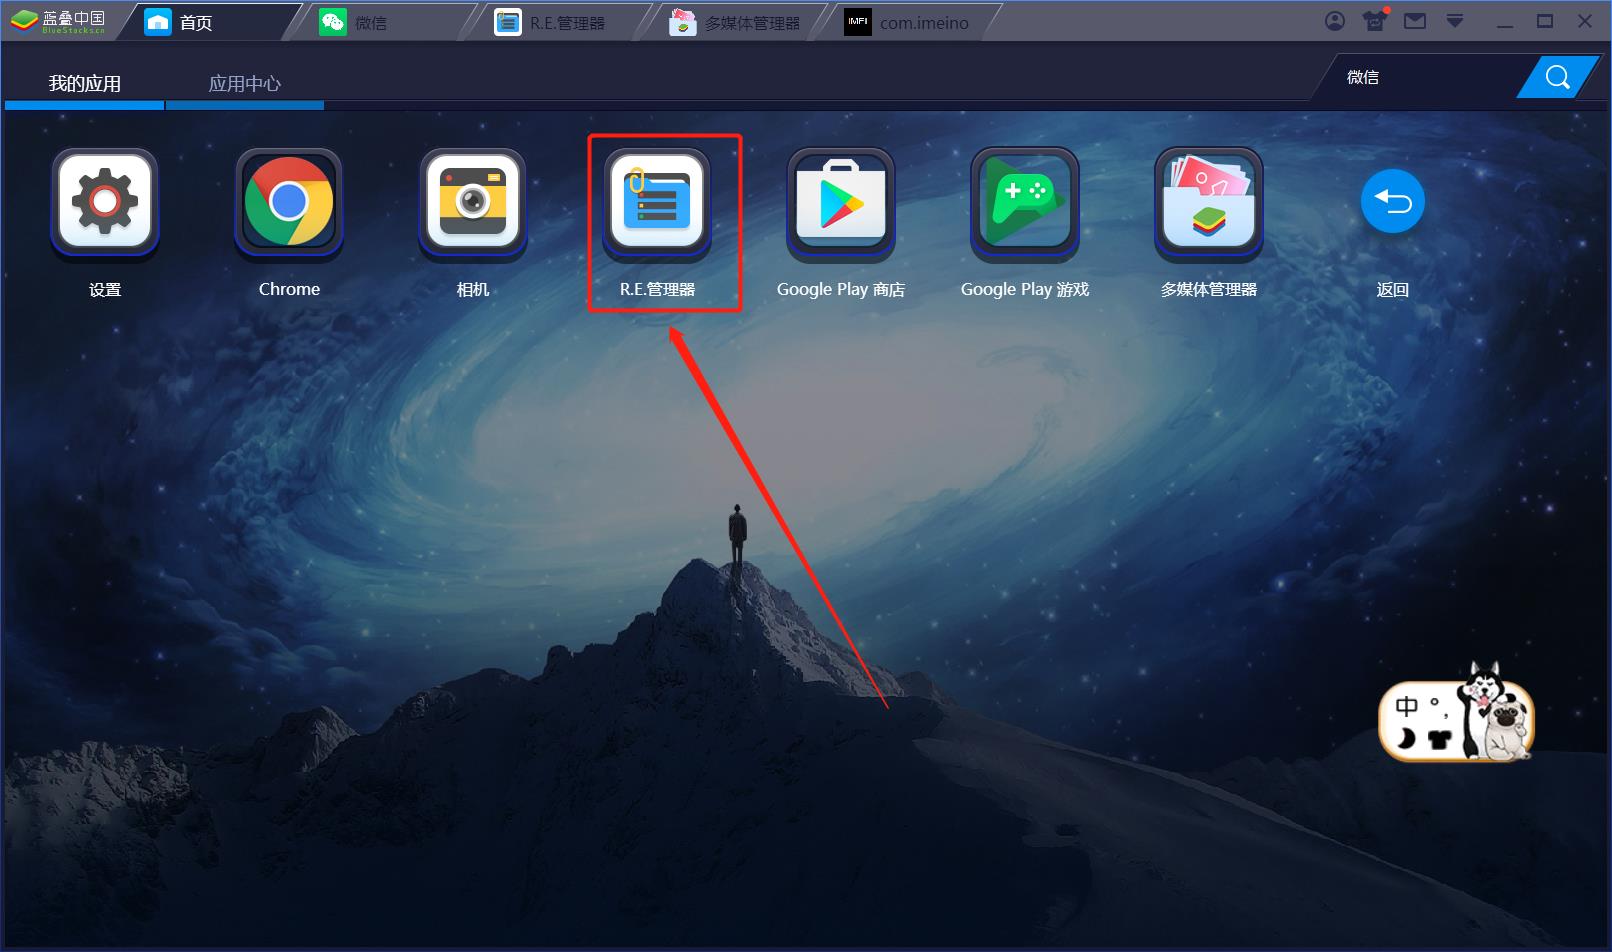 蓝叠中国
BlueStacks.cn
首页
微信
R.E.管理器
多媒体管理器
IMFI
com.imeino
我的应用
应用中心
微信
设置
Chrome
相机
R.E.管理器
Google Play 商店
Google Play 游戏
多媒体管理器
返回
中 °,